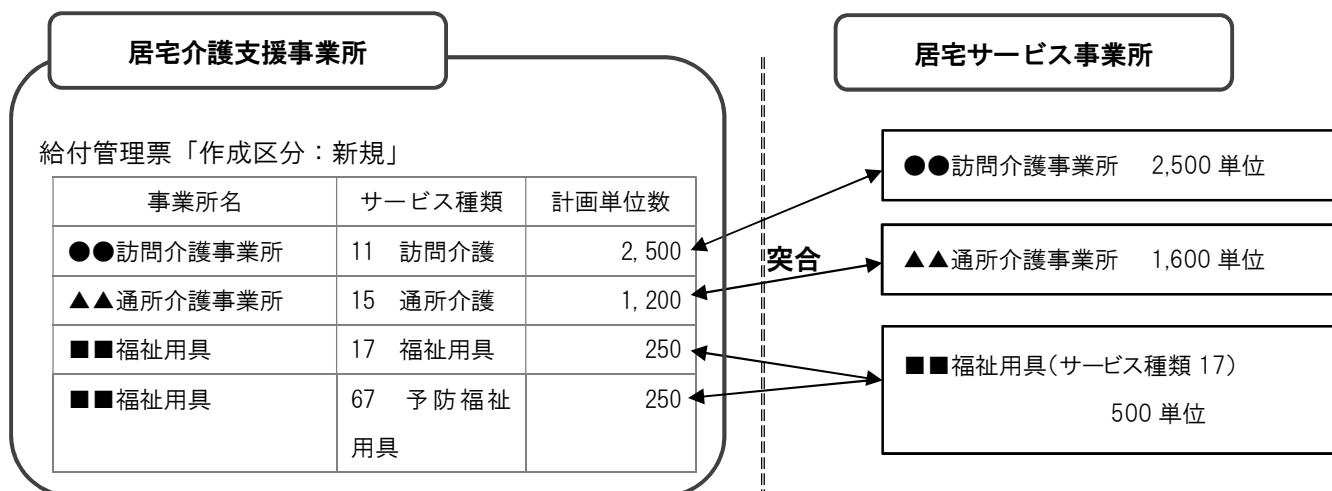 居宅介護支援事業所
居宅サービス事業所
給付管理票「作成区分：新規」
事業所名 サービス種類 計画単位数
●●訪問介護事業所 11 訪問介護 2,500
▲▲通所介護事業所 15 通所介護 1,200
■■福祉用具 17 福祉用具 250
■■福祉用具 67 予防福祉 250
用具
突合
●●訪問介護事業所 2,500 単位
▲▲通所介護事業所 1,600 単位
■■福祉用具（サービス種類 17）
500 単位